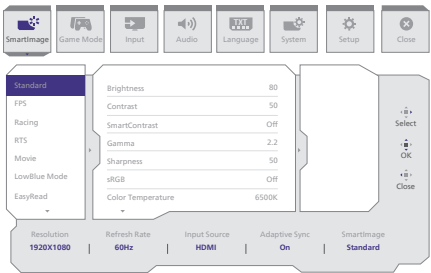 SmartImage
Game Mode
Input
Audio
TXT
Language
System
Setup
Close
Standard
FPS
Racing
RTS
Movie
LowBlue Mode
EasyRead
Brightness 80
Contrast 50
SmartContrast Off
Gamma 2.2
Sharpness 50
sRGB Off
Color Temperature 6500K
Select
OK
Close
Resolution Refresh Rate Input Source Adaptive Sync SmartImage
1920X1080 | 60Hz | HDMI | On | Standard